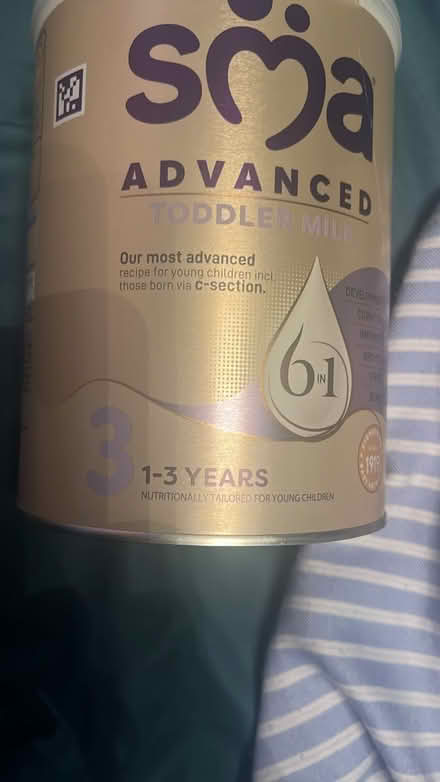 sma
ADVANCED
TODDLER MILK
Our most advanced
recipe for young children incl.
those born via c-section.
6 IN 1
3
1-3 YEARS
NUTRITIONALLY TAILORED FOR YOUNG CHILDREN